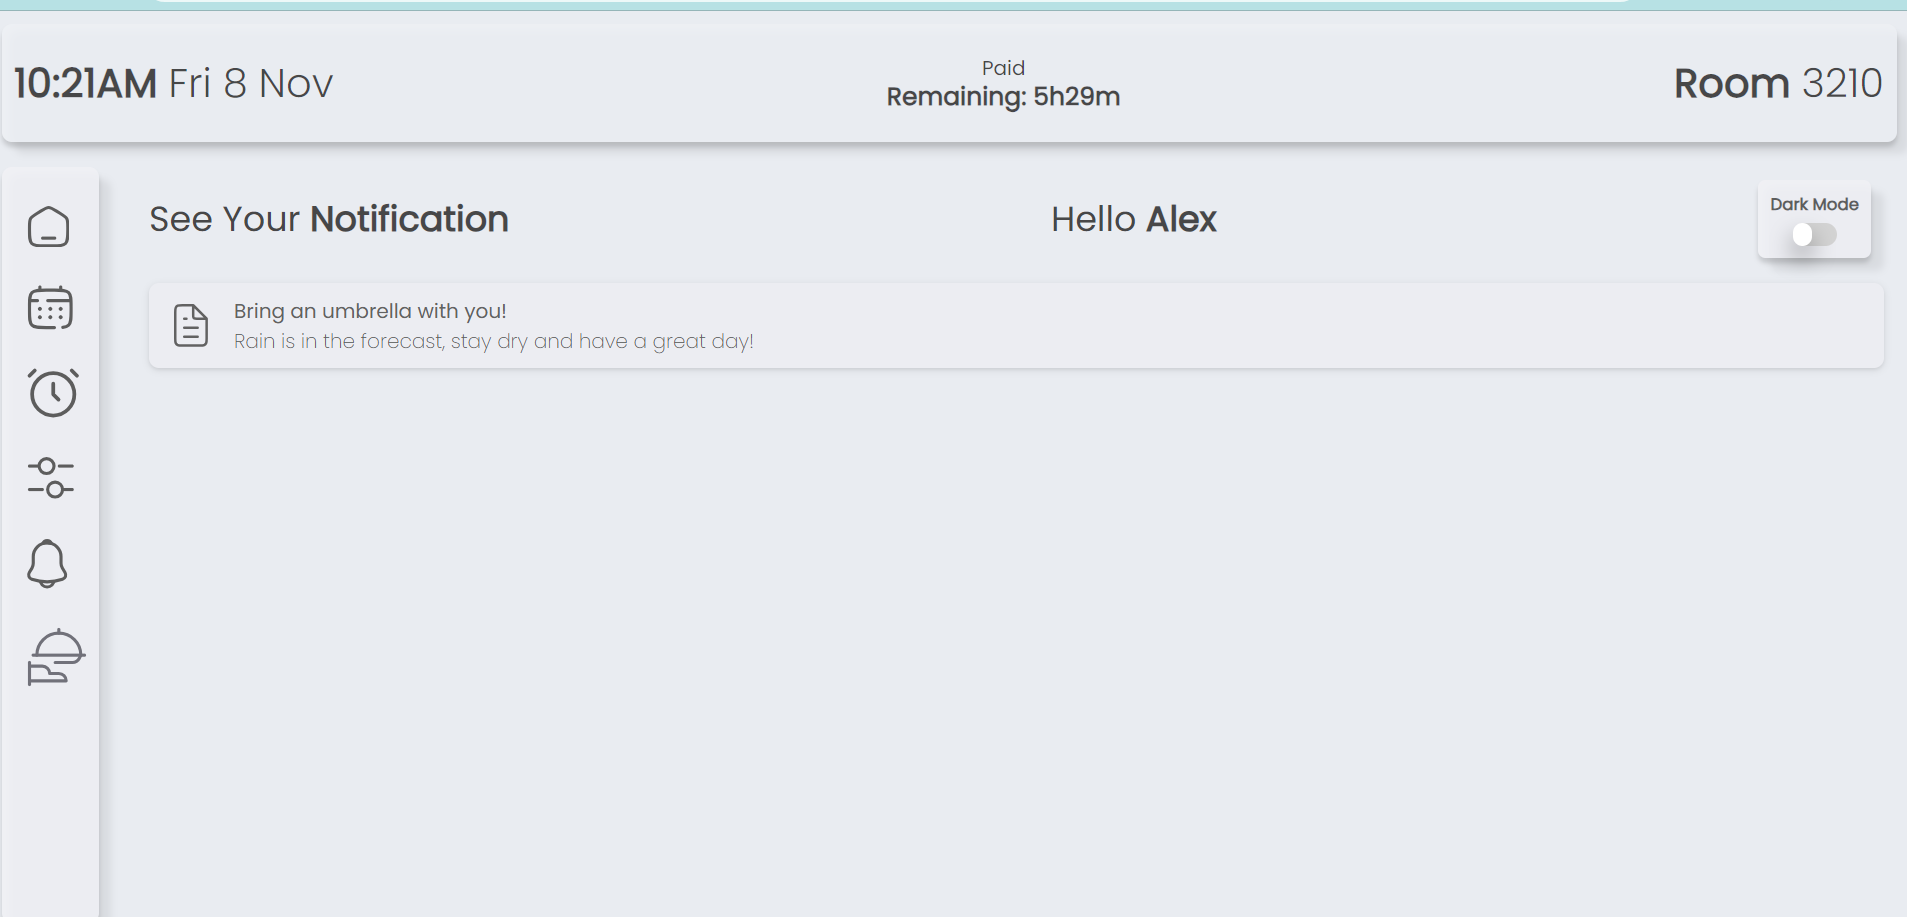 10:21AM Fri 8 Nov
Paid
Remaining: 5h29m
Room 3210
See Your Notification
Hello Alex
Dark Mode
Bring an umbrella with you!
Rain is in the forecast, stay dry and have a great day!